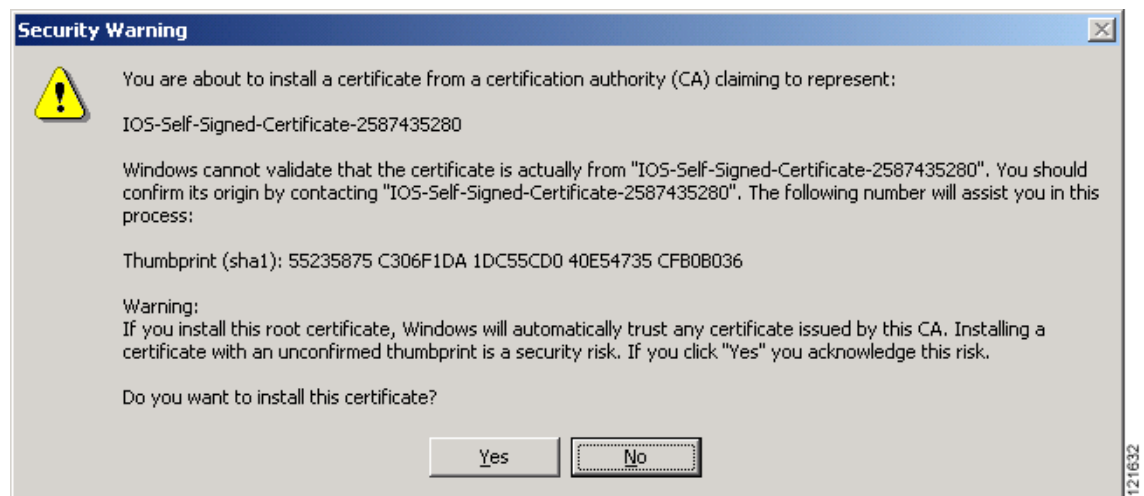 Security Warning
You are about to install a certificate from a certification authority (CA) claiming to represent:
IOS-Self-Signed-Certificate-2587435280
Windows cannot validate that the certificate is actually from "IOS-Self-Signed-Certificate-2587435280". You should
confirm its origin by contacting "IOS-Self-Signed-Certificate-2587435280". The following number will assist you in this
process:
Thumbprint (sha1): 55235875 C306F1DA 1DC55CD0 40E54735 CFB0B036
Warning:
If you install this root certificate, Windows will automatically trust any certificate issued by this CA. Installing a
certificate with an unconfirmed thumbprint is a security risk. If you click "Yes" you acknowledge this risk.
Do you want to install this certificate?
Yes
No
121632